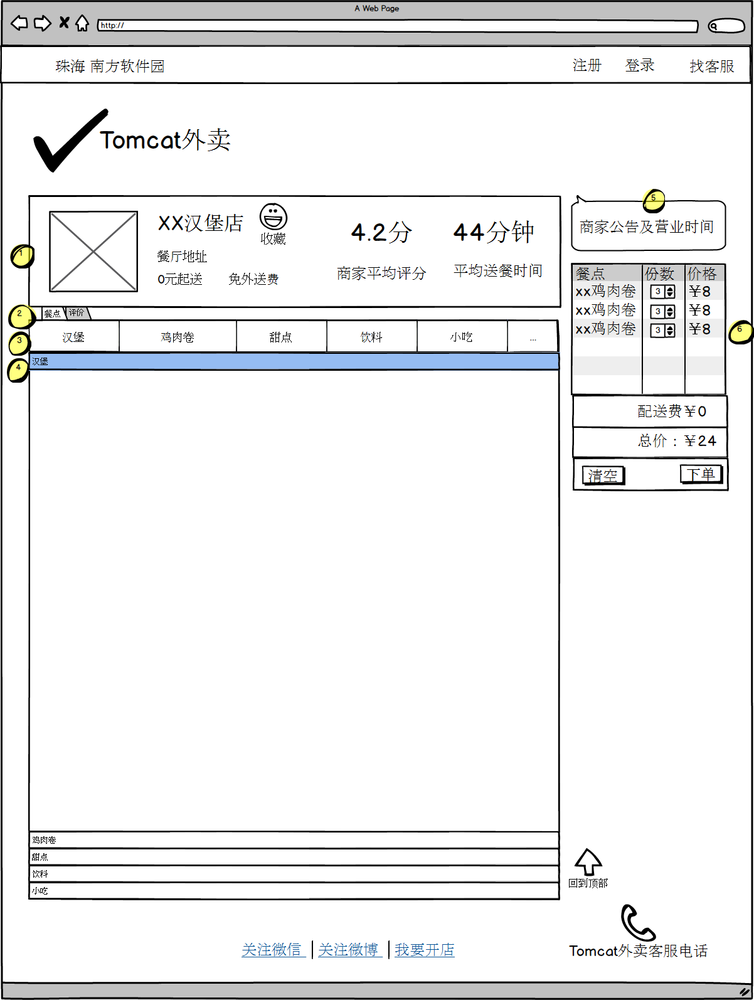 A Web Page
http://
珠海 南方软件园 注册 登录 找客服
Tomcat外卖
XX汉堡店
收藏
餐厅地址
0元起送 免外送费
4.2分 44分钟
商家平均评分 平均送餐时间
5
商家公告及营业时间
1
2
餐点 评价
3
汉堡 鸡肉卷 甜点 饮料 小吃 ...
4
汉堡
餐点 份数 价格
xx鸡肉卷 3 ￥8
xx鸡肉卷 3 ￥8
xx鸡肉卷 3 ￥8
6
配送费￥0
总价：￥24
清空 下单
鸡肉卷
甜点
饮料
小吃
回到顶部
关注微信 关注微博 我要开店
Tomcat外卖客服电话